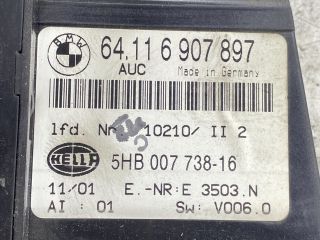 BMW
64.11 6 907 897
AUC Made in Germany
lfd. Nr. 10210/ II 2
HELLA 5HB 007 738-16
11/01 E.-NR:E 3503.N
AI : 01 Sw: V006.0